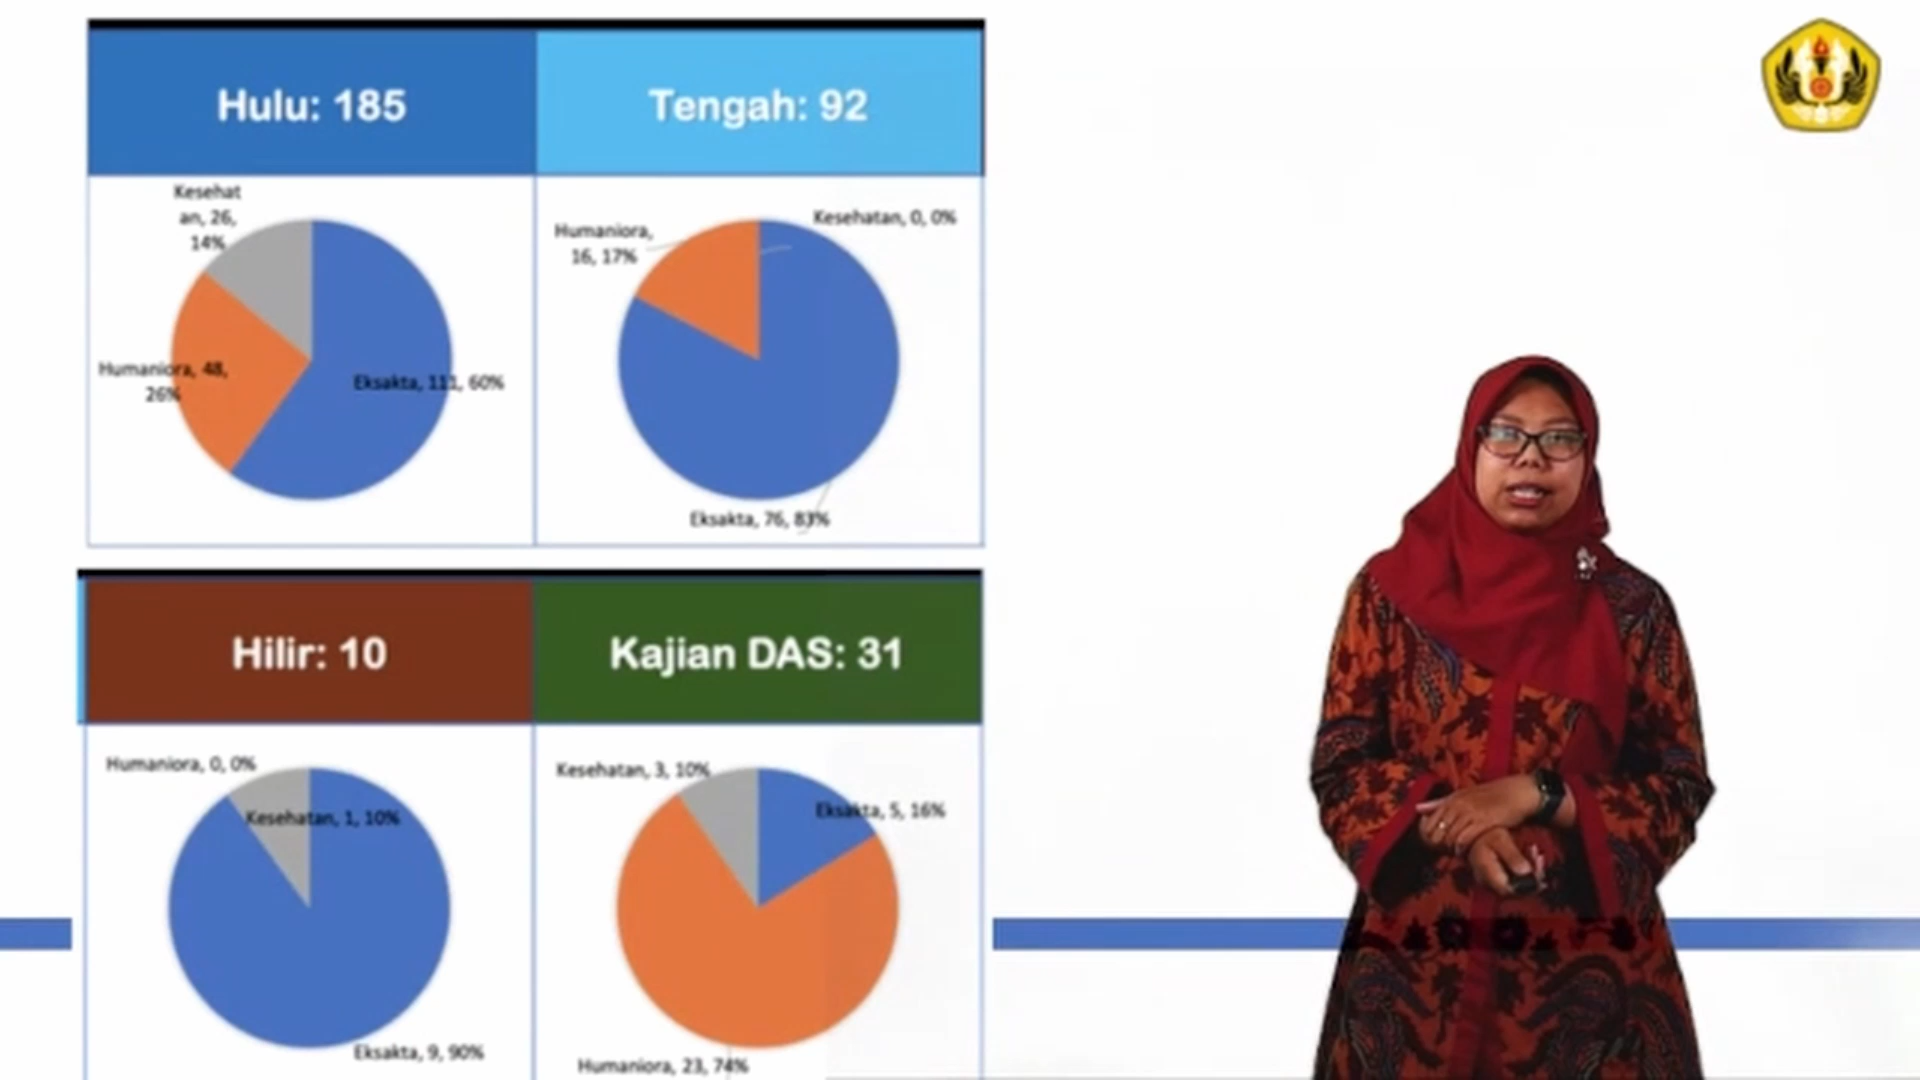 Hulu: 185
Tengah: 92
Kesehat
an, 26,
14%
Humaniora, 48,
26%
Eksakta, 111, 60%
Humaniora,
16, 17%
Kesehatan, 0, 0%
Eksakta, 76, 83%
Hilir: 10
Kajian DAS: 31
Humaniora, 0, 0%
Kesehatan, 1, 10%
Eksakta, 9, 90%
Kesehatan, 3, 10%
Eksakta, 5, 16%
Humaniora, 23, 74%